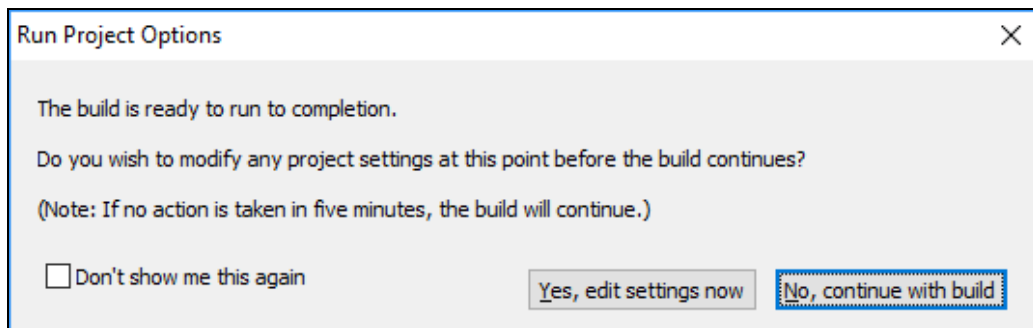 Run Project Options
The build is ready to run to completion.
Do you wish to modify any project settings at this point before the build continues?
(Note: If no action is taken in five minutes, the build will continue.)
Don't show me this again
Yes, edit settings now
No, continue with build